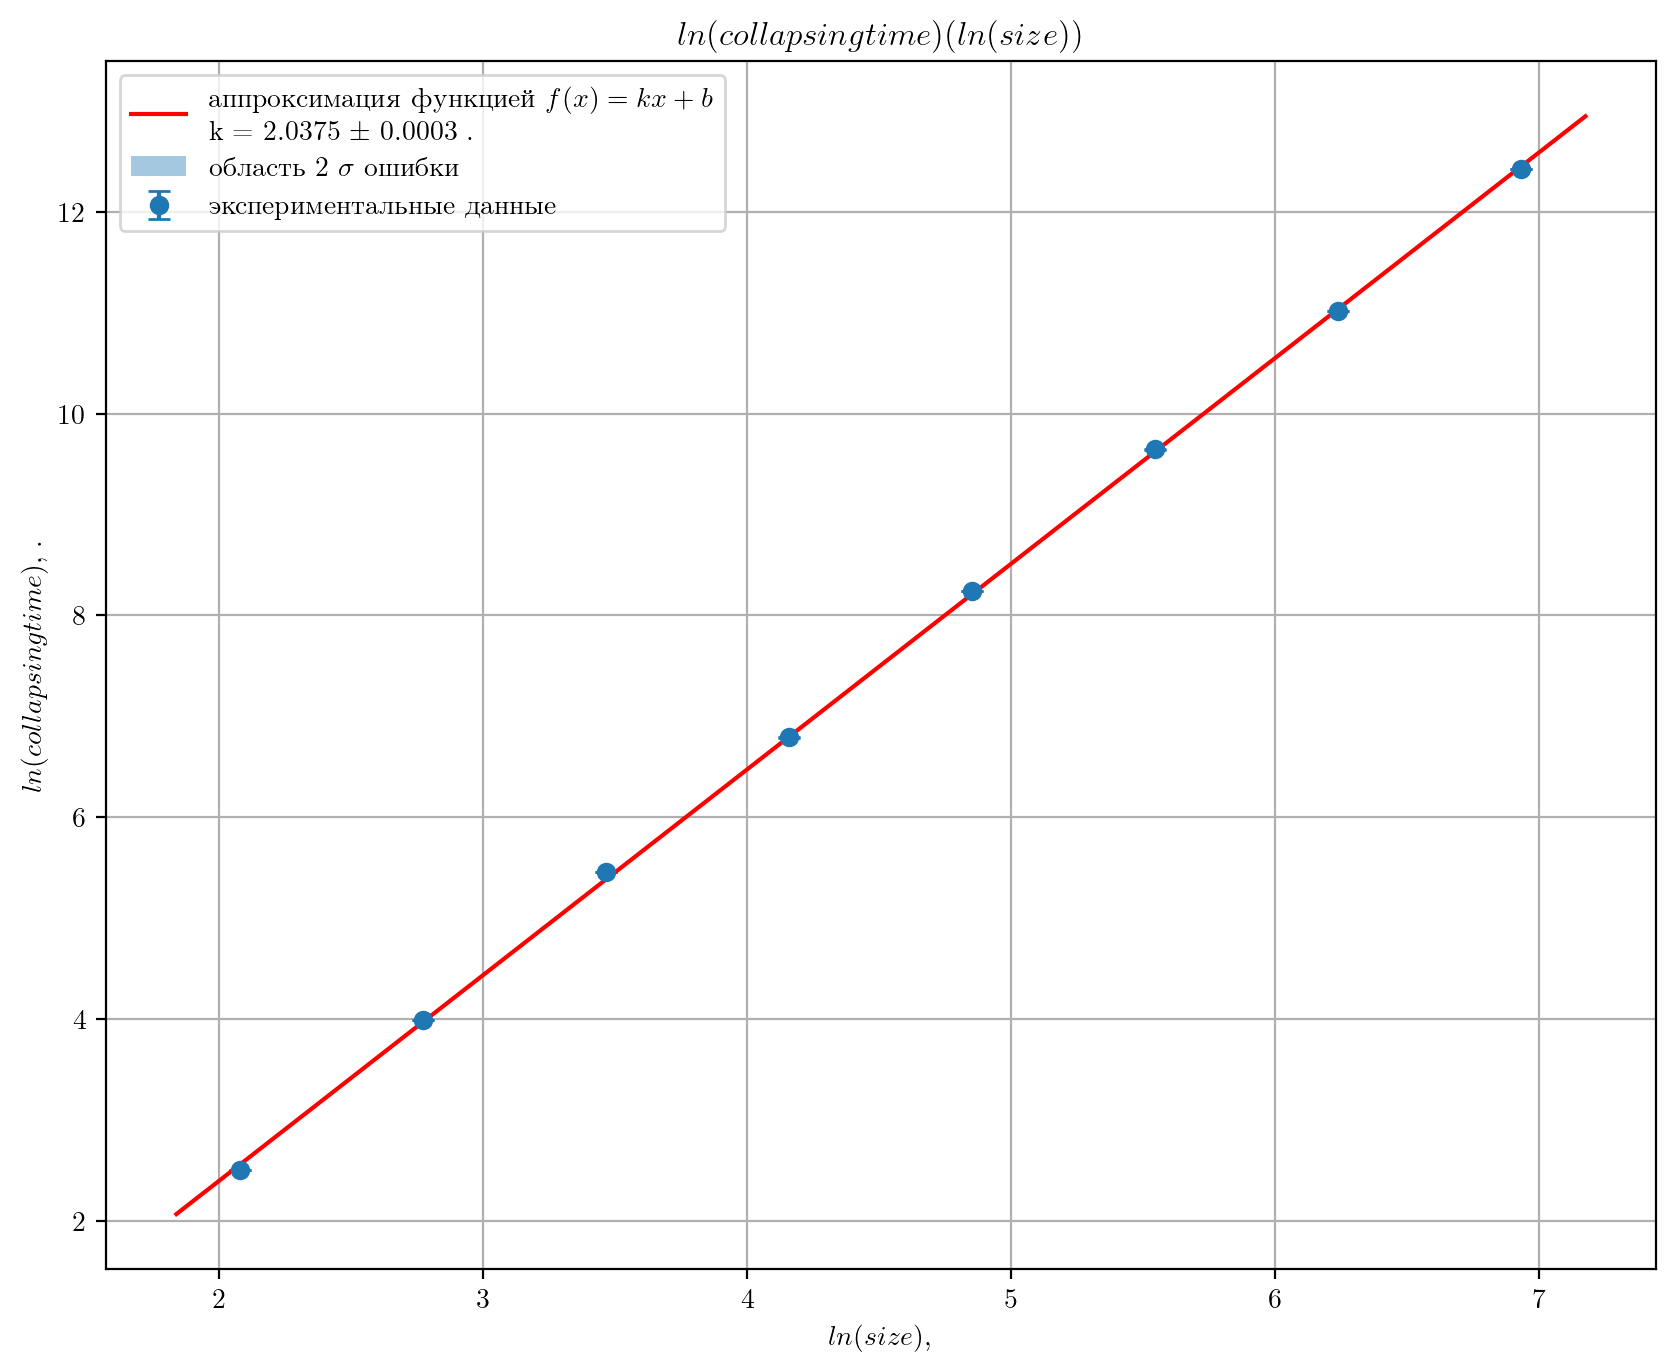 ln(collapsingtime)(ln(size))
аппроксимация функцией f(x) = kx + b
k = 2.0375 ± 0.0003 .
область 2 σ ошибки
экспериментальные данные
12
10
8
6
4
2
ln(collapsingtime), .
2 3 4 5 6 7
ln(size),